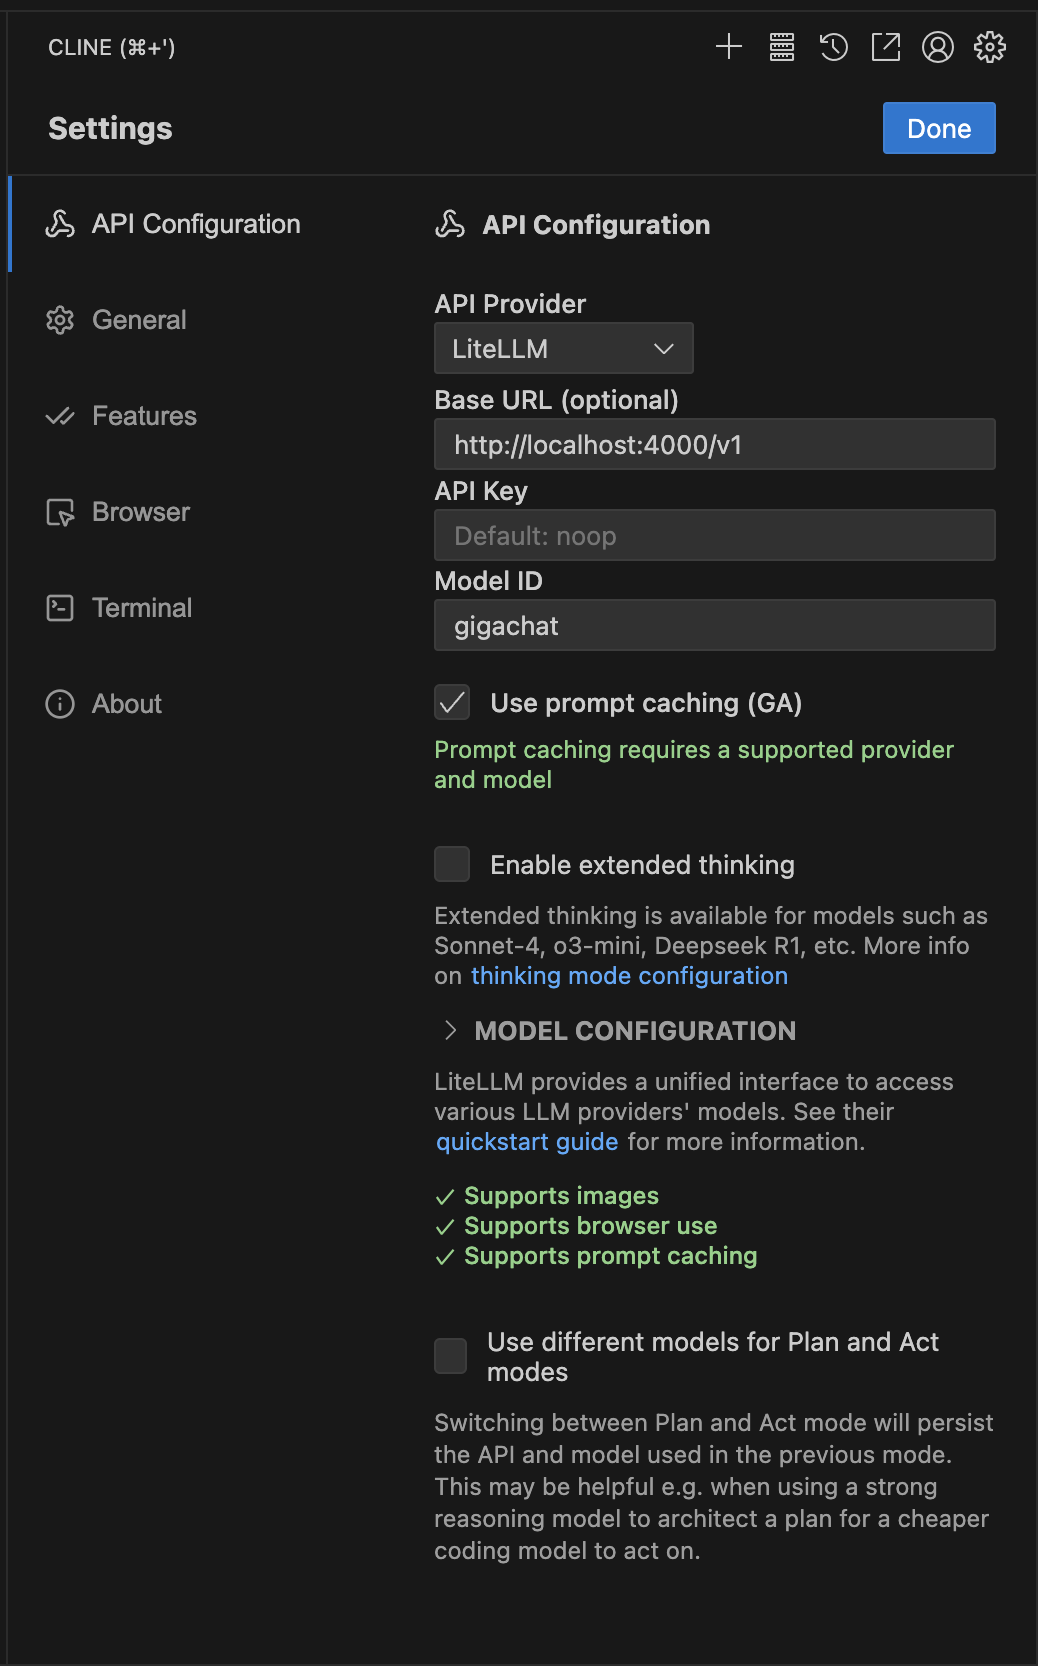 CLINE (⌘+')
Settings
Done
API Configuration
General
Features
Browser
Terminal
About
API Configuration
API Provider
LiteLLM
Base URL (optional)
http://localhost:4000/v1
API Key
Default: noop
Model ID
gigachat
Use prompt caching (GA)
Prompt caching requires a supported provider
and model
Enable extended thinking
Extended thinking is available for models such as
Sonnet-4, o3-mini, Deepseek R1, etc. More info
on thinking mode configuration
MODEL CONFIGURATION
LiteLLM provides a unified interface to access
various LLM providers' models. See their
quickstart guide for more information.
Supports images
Supports browser use
Supports prompt caching
Use different models for Plan and Act
modes
Switching between Plan and Act mode will persist
the API and model used in the previous mode.
This may be helpful e.g. when using a strong
reasoning model to architect a plan for a cheaper
coding model to act on.